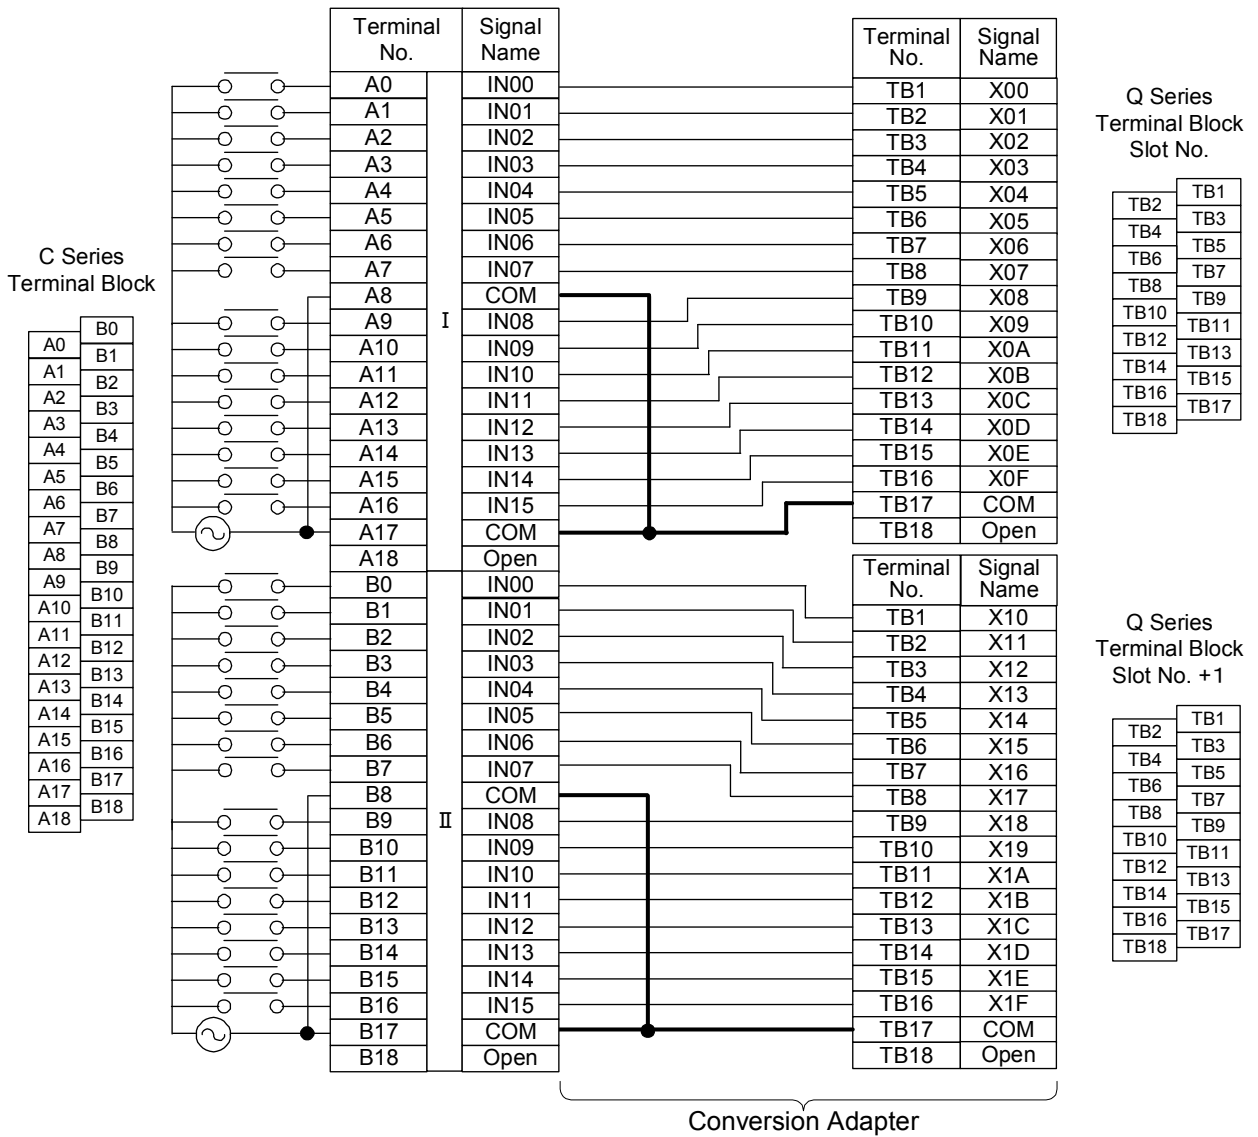 C Series
Terminal Block
B0
A0
B1
A1
B2
A2
B3
A3
B4
A4
B5
A5
B6
A6
B7
A7
B8
A8
B9
A9
B10
A10
B11
A11
B12
A12
B13
A13
B14
A14
B15
A15
B16
A16
B17
A17
B18
A18
Terminal No. Signal Name
A0 IN00
A1 IN01
A2 IN02
A3 IN03
A4 IN04
A5 IN05
A6 IN06
A7 IN07
A8 COM
A9 I IN08
A10 IN09
A11 IN10
A12 IN11
A13 IN12
A14 IN13
A15 IN14
A16 IN15
A17 COM
A18 Open
B0 IN00
B1 IN01
B2 IN02
B3 IN03
B4 IN04
B5 IN05
B6 IN06
B7 IN07
B8 COM
B9 II IN08
B10 IN09
B11 IN10
B12 IN11
B13 IN12
B14 IN13
B15 IN14
B16 IN15
B17 COM
B18 Open
Terminal No. Signal Name
TB1 X00
TB2 X01
TB3 X02
TB4 X03
TB5 X04
TB6 X05
TB7 X06
TB8 X07
TB9 X08
TB10 X09
TB11 X0A
TB12 X0B
TB13 X0C
TB14 X0D
TB15 X0E
TB16 X0F
TB17 COM
TB18 Open
Terminal No. Signal Name
TB1 X10
TB2 X11
TB3 X12
TB4 X13
TB5 X14
TB6 X15
TB7 X16
TB8 X17
TB9 X18
TB10 X19
TB11 X1A
TB12 X1B
TB13 X1C
TB14 X1D
TB15 X1E
TB16 X1F
TB17 COM
TB18 Open
Q Series
Terminal Block
Slot No.
TB1
TB2
TB3
TB4
TB5
TB6
TB7
TB8
TB9
TB10
TB11
TB12
TB13
TB14
TB15
TB16
TB17
TB18
Q Series
Terminal Block
Slot No. +1
TB1
TB2
TB3
TB4
TB5
TB6
TB7
TB8
TB9
TB10
TB11
TB12
TB13
TB14
TB15
TB16
TB17
TB18
Conversion Adapter